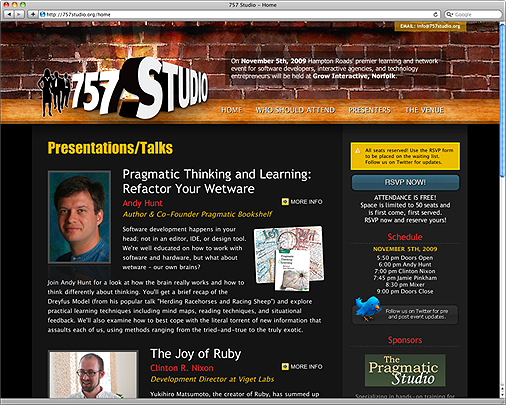 757 Studio – Home
http://757studio.org/home
Google
EMAIL: info@757studio.org
757 STUDIO
On November 5th, 2009 Hampton Roads' premier learning and network
event for software developers, interactive agencies, and technology
entrepreneurs will be held at Grow Interactive, Norfolk.
HOME WHO SHOULD ATTEND PRESENTERS THE VENUE
Presentations/Talks
Pragmatic Thinking and Learning:
Refactor Your Wetware
Andy Hunt
MORE INFO
Author & Co-Founder Pragmatic Bookshelf
Software development happens in your
head; not in an editor, IDE, or design tool.
We're well educated on how to work with
software and hardware, but what about
wetware – our own brains?
Join Andy Hunt for a look at how the brain really works and how to
think differently about thinking. You'll get a brief recap of the
Dreyfus Model (from his popular talk "Herding Racehorses and Racing Sheep") and explore
practical learning techniques including mind maps, reading techniques, and situational
feedback. We'll also examine how to best cope with the literal torrent of new information that
assaults each of us, using methods ranging from the tried-and-true to the truly exotic.
The Joy of Ruby
Clinton R. Nixon
MORE INFO
Development Director at Viget Labs
Yukihiro Matsumoto, the creator of Ruby, has summed up
All seats reserved! Use the RSVP form
to be placed on the waiting list.
Follow us on Twitter for updates.
RSVP NOW!
ATTENDANCE IS FREE!
Space is limited to 50 seats and
is first come, first served.
RSVP now and reserve yours!
Schedule
NOVEMBER 5TH, 2009
5:50 pm Doors Open
6:00 pm Andy Hunt
7:00 pm Clinton Nixon
7:45 pm Jamie Pinkham
8:30 pm Mixer
9:00 pm Doors Close
Follow us on Twitter for pre
and post event updates.
Sponsors
The
Pragmatic
Studio
Specializing in hands-on training for